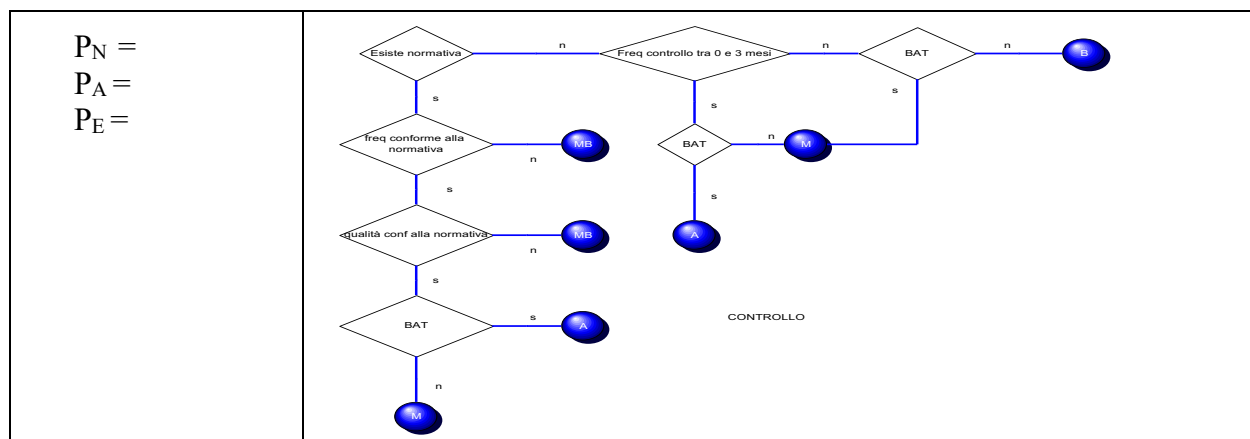 P_N =
P_A =
P_E =
Esiste normativa
n
Freq controllo tra 0 e 3 mesi
n
BAT
n
B
s
s
s
freq conforme alla
normativa
n
MB
BAT
n
M
s
s
qualità conf alla normativa
n
MB
A
s
BAT
s
A
CONTROLLO
n
M